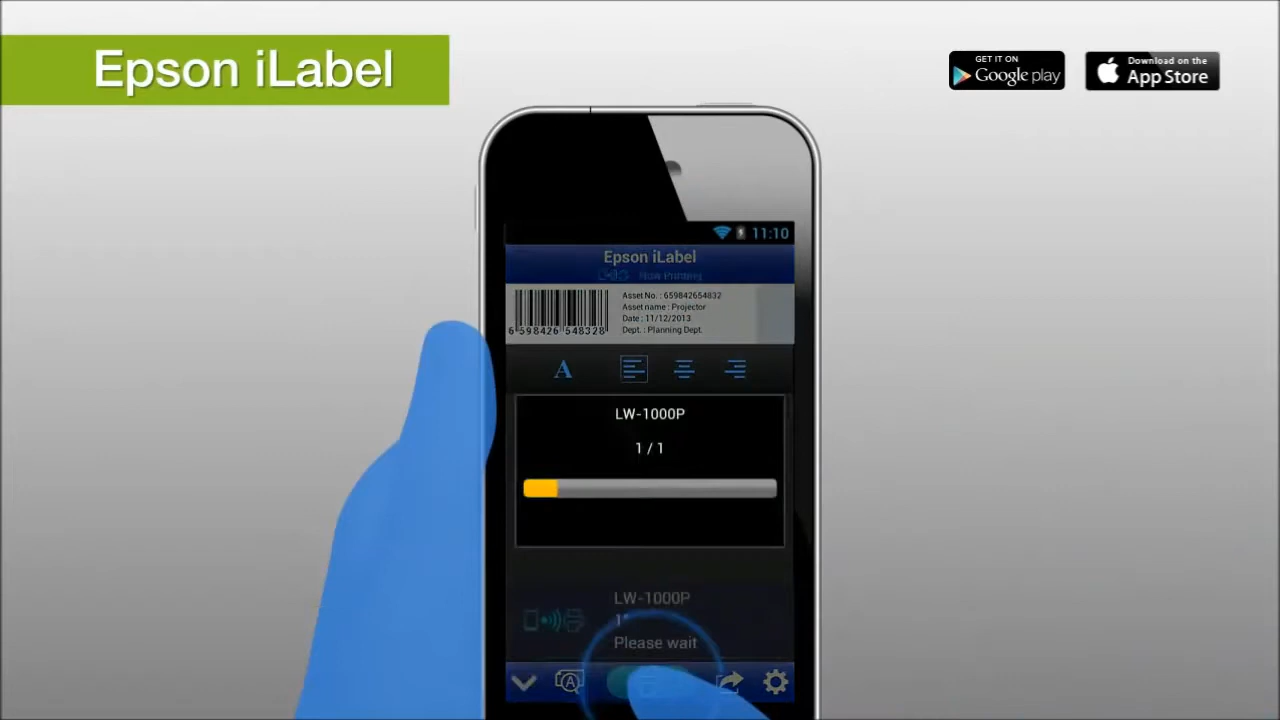 Epson iLabel
GET IT ON
Google play
Download on the
App Store
11:10
Epson iLabel
Now Printing
6 598426 548328
Asset No. : 659842654832
Asset name : Projector
Date : 11/12/2013
Dept. : Planning Dept.
A
LW-1000P
1 / 1
LW-1000P
Please wait
A